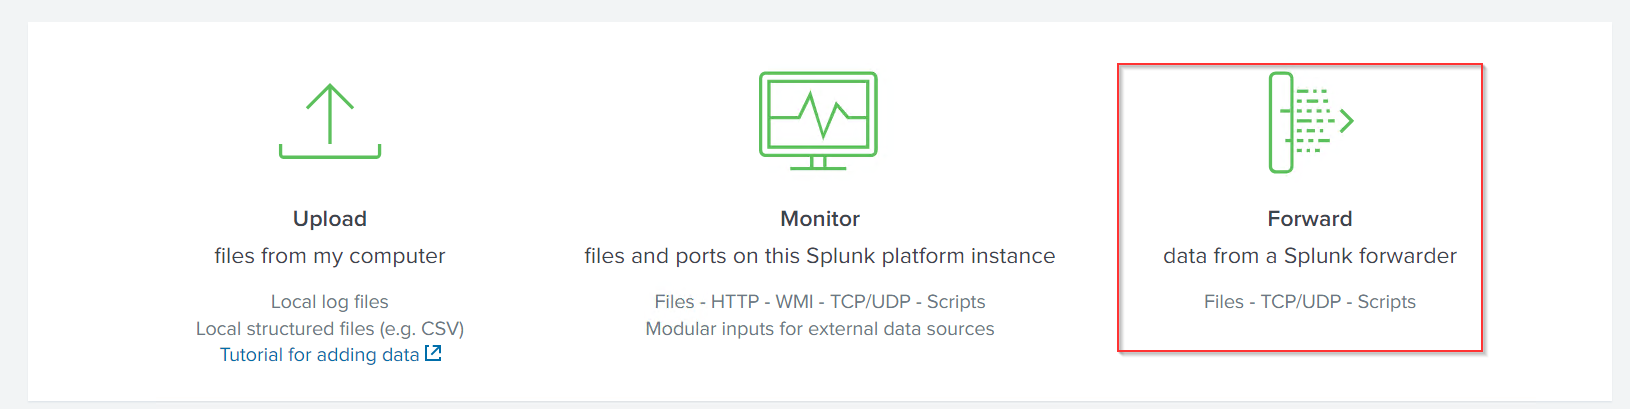 Upload
files from my computer
Local log files
Local structured files (e.g. CSV)
Tutorial for adding data
Monitor
files and ports on this Splunk platform instance
Files - HTTP - WMI - TCP/UDP - Scripts
Modular inputs for external data sources
Forward
data from a Splunk forwarder
Files - TCP/UDP - Scripts